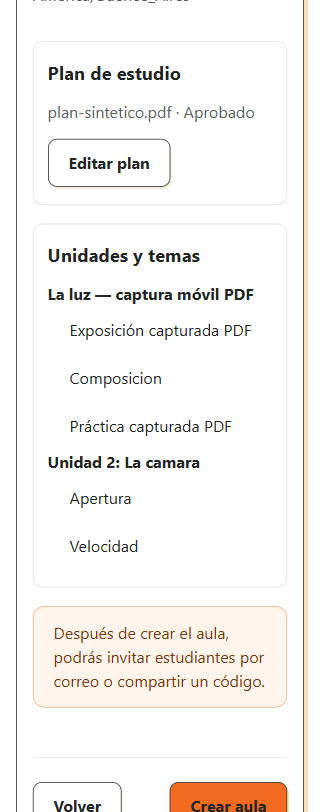 Plan de estudio
plan-sintetico.pdf · Aprobado
Editar plan
Unidades y temas
La luz — captura móvil PDF
Exposición capturada PDF
Composicion
Práctica capturada PDF
Unidad 2: La camara
Apertura
Velocidad
Después de crear el aula,
podrás invitar estudiantes por
correo o compartir un código.
Volver
Crear aula